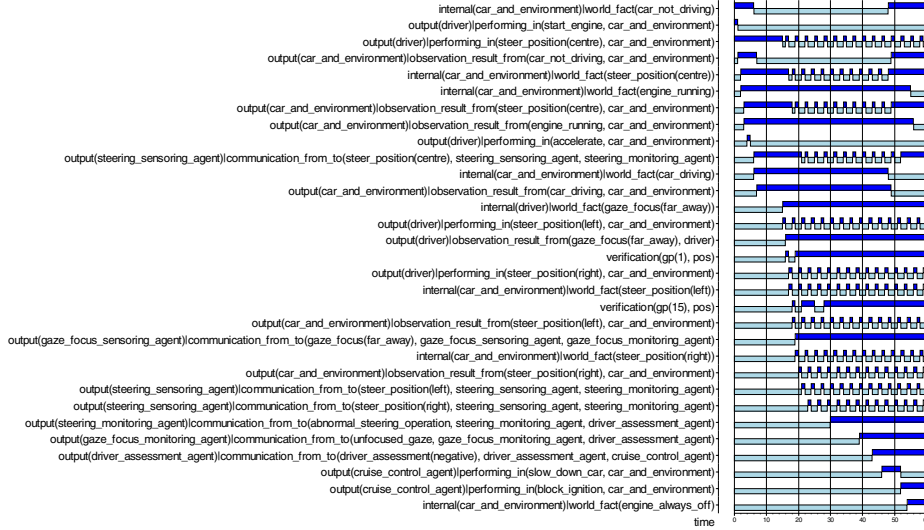 internal(car_and_environment)|world_fact(car_not_driving)
output(driver)|performing_in(start_engine, car_and_environment)
output(driver)|performing_in(steer_position(centre), car_and_environment)
output(car_and_environment)|observation_result_from(car_not_driving, car_and_environment)
internal(car_and_environment)|world_fact(steer_position(centre))
internal(car_and_environment)|world_fact(engine_running)
output(car_and_environment)|observation_result_from(steer_position(centre), car_and_environment)
output(car_and_environment)|observation_result_from(engine_running, car_and_environment)
output(driver)|performing_in(accelerate, car_and_environment)
output(steering_sensoring_agent)|communication_from_to(steer_position(centre), steering_sensoring_agent, steering_monitoring_agent)
internal(car_and_environment)|world_fact(car_driving)
output(car_and_environment)|observation_result_from(car_driving, car_and_environment)
internal(driver)|world_fact(gaze_focus(far_away))
output(driver)|performing_in(steer_position(left), car_and_environment)
output(driver)|observation_result_from(gaze_focus(far_away), driver)
verification(gp(1), pos)
output(driver)|performing_in(steer_position(right), car_and_environment)
internal(car_and_environment)|world_fact(steer_position(left))
verification(gp(15), pos)
output(car_and_environment)|observation_result_from(steer_position(left), car_and_environment)
output(gaze_focus_sensoring_agent)|communication_from_to(gaze_focus(far_away), gaze_focus_sensoring_agent, gaze_focus_monitoring_agent)
internal(car_and_environment)|world_fact(steer_position(right))
output(car_and_environment)|observation_result_from(steer_position(right), car_and_environment)
output(steering_sensoring_agent)|communication_from_to(steer_position(left), steering_sensoring_agent, steering_monitoring_agent)
output(steering_sensoring_agent)|communication_from_to(steer_position(right), steering_sensoring_agent, steering_monitoring_agent)
output(steering_monitoring_agent)|communication_from_to(abnormal_steering_operation, steering_monitoring_agent, driver_assessment_agent)
output(gaze_focus_monitoring_agent)|communication_from_to(unfocused_gaze, gaze_focus_monitoring_agent, driver_assessment_agent)
output(driver_assessment_agent)|communication_from_to(driver_assessment(negative), driver_assessment_agent, cruise_control_agent)
output(cruise_control_agent)|performing_in(slow_down_car, car_and_environment)
output(cruise_control_agent)|performing_in(block_ignition, car_and_environment)
internal(car_and_environment)|world_fact(engine_always_off)
time 0 10 20 30 40 50